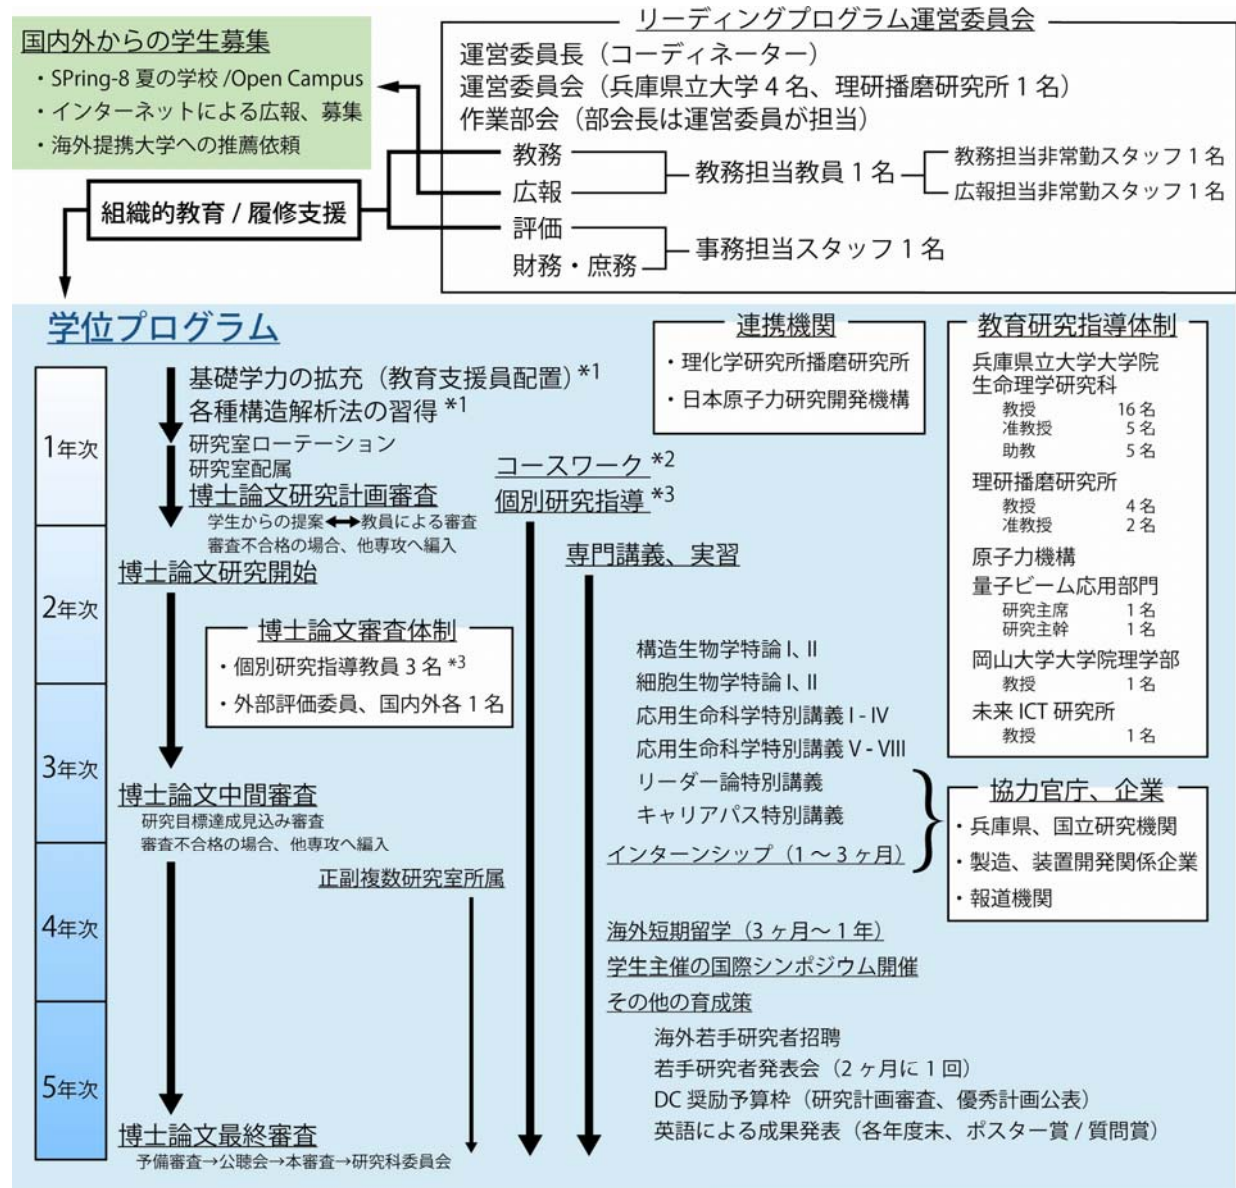 国内外からの学生募集
・SPring-8 夏の学校 /Open Campus
・インターネットによる広報、募集
・海外提携大学への推薦依頼
組織的教育 / 履修支援
リーディングプログラム運営委員会
運営委員長（コーディネーター）
運営委員会（兵庫県立大学 4 名、理研播磨研究所 1 名）
作業部会（部会長は運営委員が担当）
教務
広報
評価
財務・庶務
教務担当教員 1 名
事務担当スタッフ 1 名
教務担当非常勤スタッフ 1 名
広報担当非常勤スタッフ 1 名
学位プログラム
1年次
2年次
3年次
4年次
5年次
基礎学力の拡充（教育支援員配置）*1
各種構造解析法の習得 *1
研究室ローテーション
研究室配属
博士論文研究計画審査
学生からの提案⟷教員による審査
審査不合格の場合、他専攻へ編入
博士論文研究開始
博士論文審査体制
・個別研究指導教員 3 名 *3
・外部評価委員、国内外各 1 名
博士論文中間審査
研究目標達成見込み審査
審査不合格の場合、他専攻へ編入
正副複数研究室所属
博士論文最終審査
予備審査→公聴会→本審査→研究科委員会
コースワーク *2
個別研究指導 *3
専門講義、実習
構造生物学特論 I、II
細胞生物学特論 I、II
応用生命科学特別講義 I - IV
応用生命科学特別講義 V - VIII
リーダー論特別講義
キャリアパス特別講義
インターンシップ（1 〜 3 ヶ月）
海外短期留学（3 ヶ月〜 1 年）
学生主催の国際シンポジウム開催
その他の育成策
海外若手研究者招聘
若手研究者発表会（2 ヶ月に 1 回）
DC 奨励予算枠（研究計画審査、優秀計画公表）
英語による成果発表（各年度末、ポスター賞 / 質問賞）
連携機関
・理化学研究所播磨研究所
・日本原子力研究開発機構
教育研究指導体制
兵庫県立大学大学院
生命理学研究科
教授 16 名
准教授 5 名
助教 5 名
理研播磨研究所
教授 4 名
准教授 2 名
原子力機構
量子ビーム応用部門
研究主席 1 名
研究主幹 1 名
岡山大学大学院理学部
教授 1 名
未来 ICT 研究所
教授 1 名
協力官庁、企業
・兵庫県、国立研究機関
・製造、装置開発関係企業
・報道機関